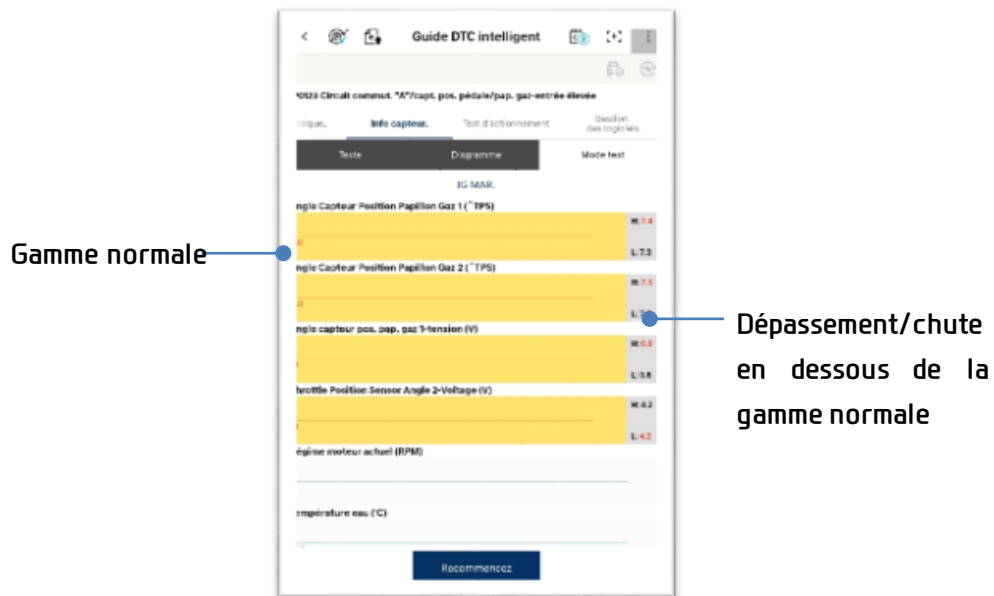 Guide DTC intelligent
P0123 Circuit commut. "A"/capt. pos. pédale/pap. gaz-entrée élevée
nique.
Info capteur.
Test d'actionnement
Gestion
des logiciels
Texte
Diagramme
Mode test
IG MAR.
ngle Capteur Position Papillon Gaz 1 (˚TPS)
H:7.4
L:7.3
Gamme normale
ngle Capteur Position Papillon Gaz 2 (˚TPS)
H:7.3
Dépassement/chute
en dessous de la
gamme normale
ngle capteur pos. pap. gaz 1-tension (V)
L:0.8
hrottle Position Sensor Angle 2-Voltage (V)
H:4.2
L:4.2
égime moteur actuel (RPM)
empérature eau (˚C)
Recommencez